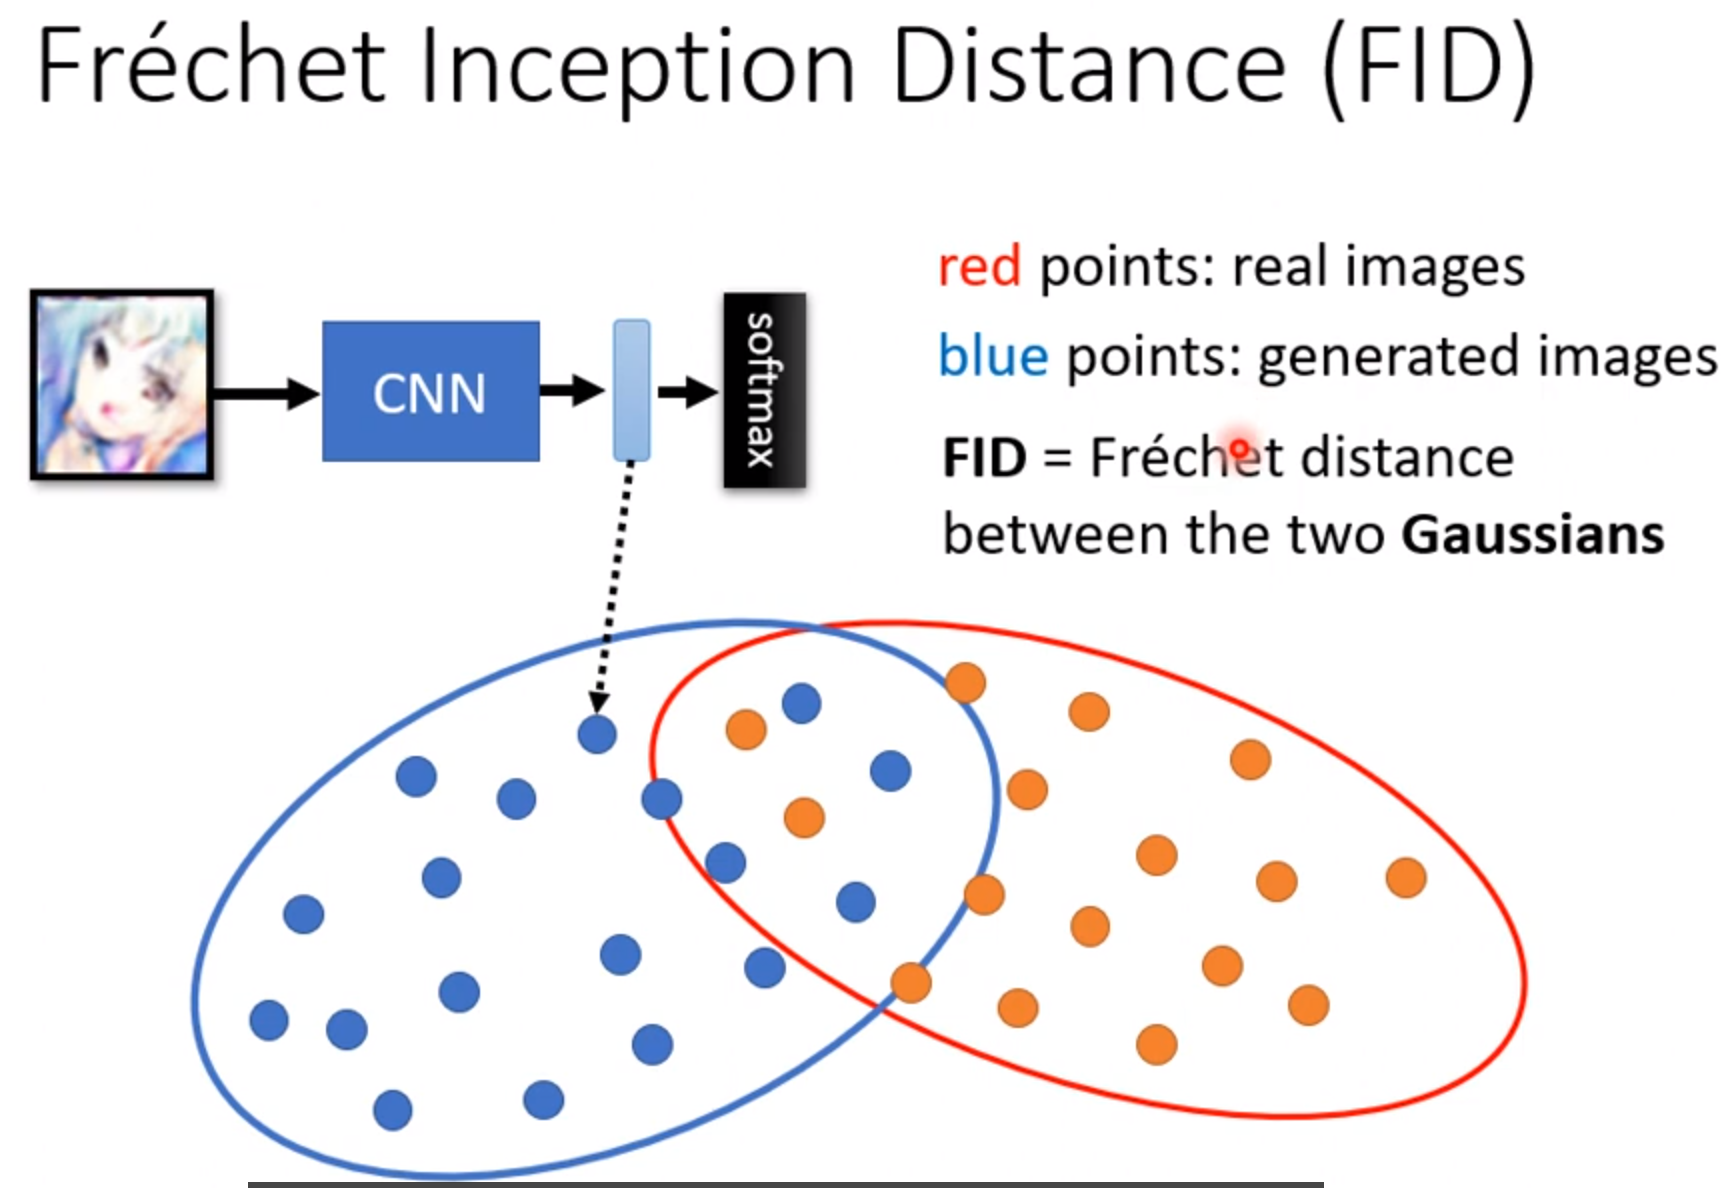 Fréchet Inception Distance (FID)
CNN
softmax
red points: real images
blue points: generated images
FID = Fréchet distance
between the two Gaussians